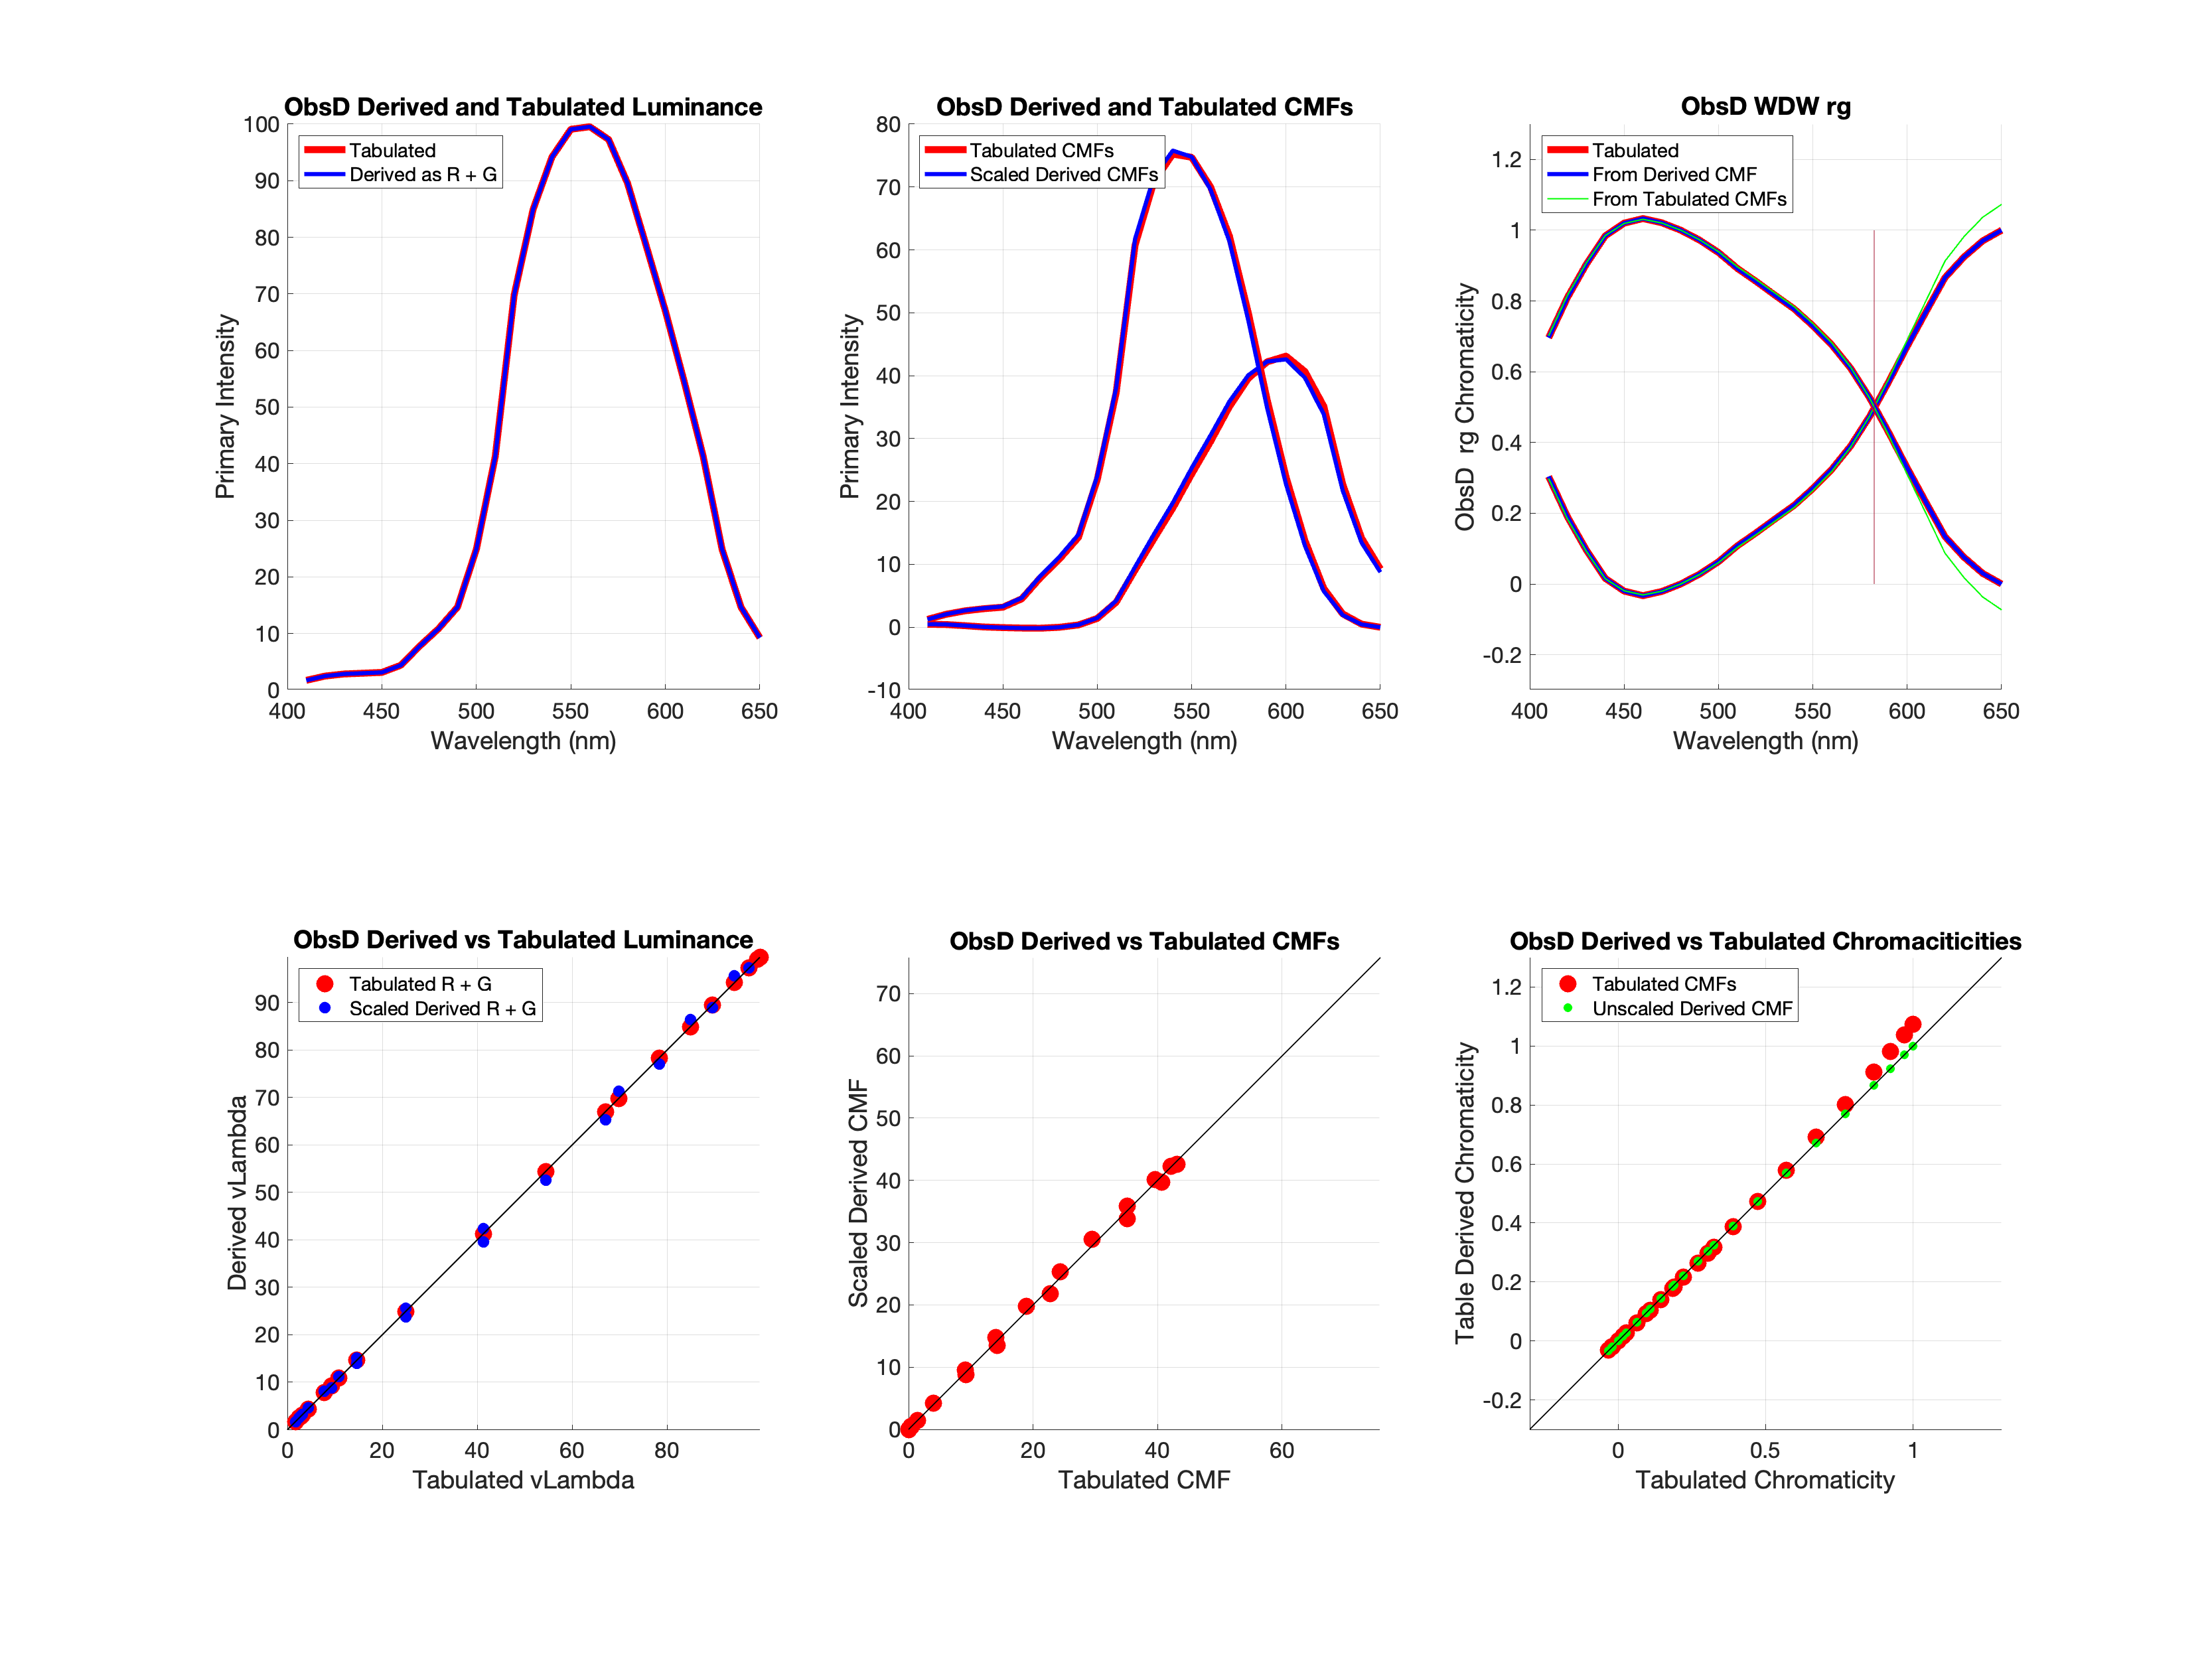 ObsD Derived and Tabulated Luminance
Tabulated
Derived as R + G
100
90
80
70
60
50
40
30
20
10
0
400 450 500 550 600 650
Primary Intensity
Wavelength (nm)
ObsD Derived and Tabulated CMFs
Tabulated CMFs
Scaled Derived CMFs
80
70
60
50
40
30
20
10
0
-10
400 450 500 550 600 650
Primary Intensity
Wavelength (nm)
ObsD WDW rg
Tabulated
From Derived CMF
From Tabulated CMFs
1.2
1
0.8
0.6
0.4
0.2
0
-0.2
400 450 500 550 600 650
ObsD rg Chromaticity
Wavelength (nm)
ObsD Derived vs Tabulated Luminance
Tabulated R + G
Scaled Derived R + G
90
80
70
60
50
40
30
20
10
0
0 20 40 60 80
Derived vLambda
Tabulated vLambda
ObsD Derived vs Tabulated CMFs
70
60
50
40
30
20
10
0
0 20 40 60
Scaled Derived CMF
Tabulated CMF
ObsD Derived vs Tabulated Chromaciticities
Tabulated CMFs
Unscaled Derived CMF
1.2
1
0.8
0.6
0.4
0.2
0
-0.2
0 0.5 1
Table Derived Chromaticity
Tabulated Chromaticity